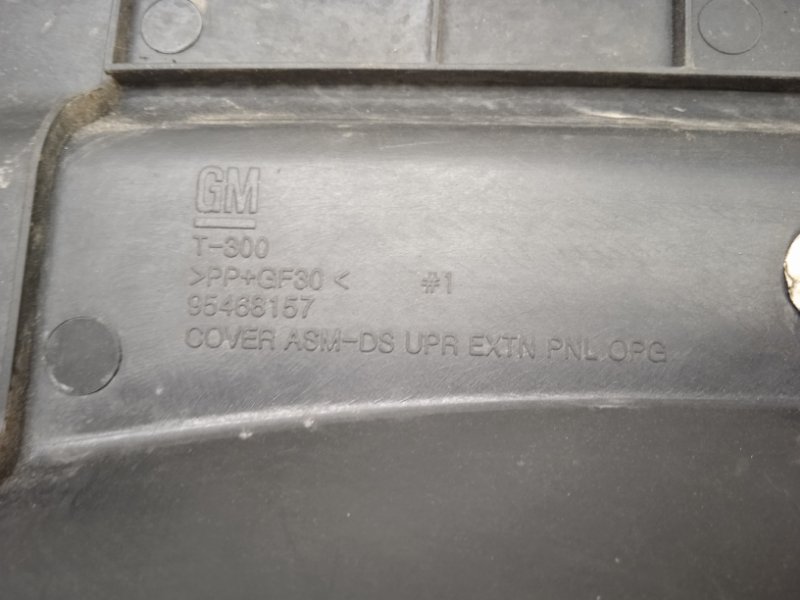 GM
T-300
>PP+GF30< #1
95468157
COVER ASM-DS UPR EXTN PNL OPG